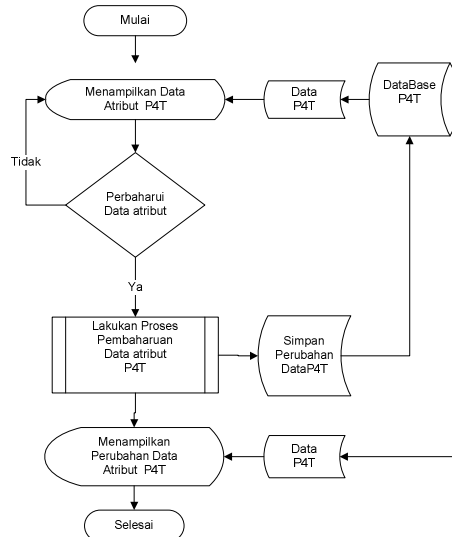 Mulai
Menampilkan Data
Atribut P4T
Data
P4T
DataBase
P4T
Tidak
Perbaharui
Data atribut
Ya
Lakukan Proses
Pembaharuan
Data atribut
P4T
Simpan
Perubahan
DataP4T
Menampilkan
Perubahan Data
Atribut P4T
Data
P4T
Selesai